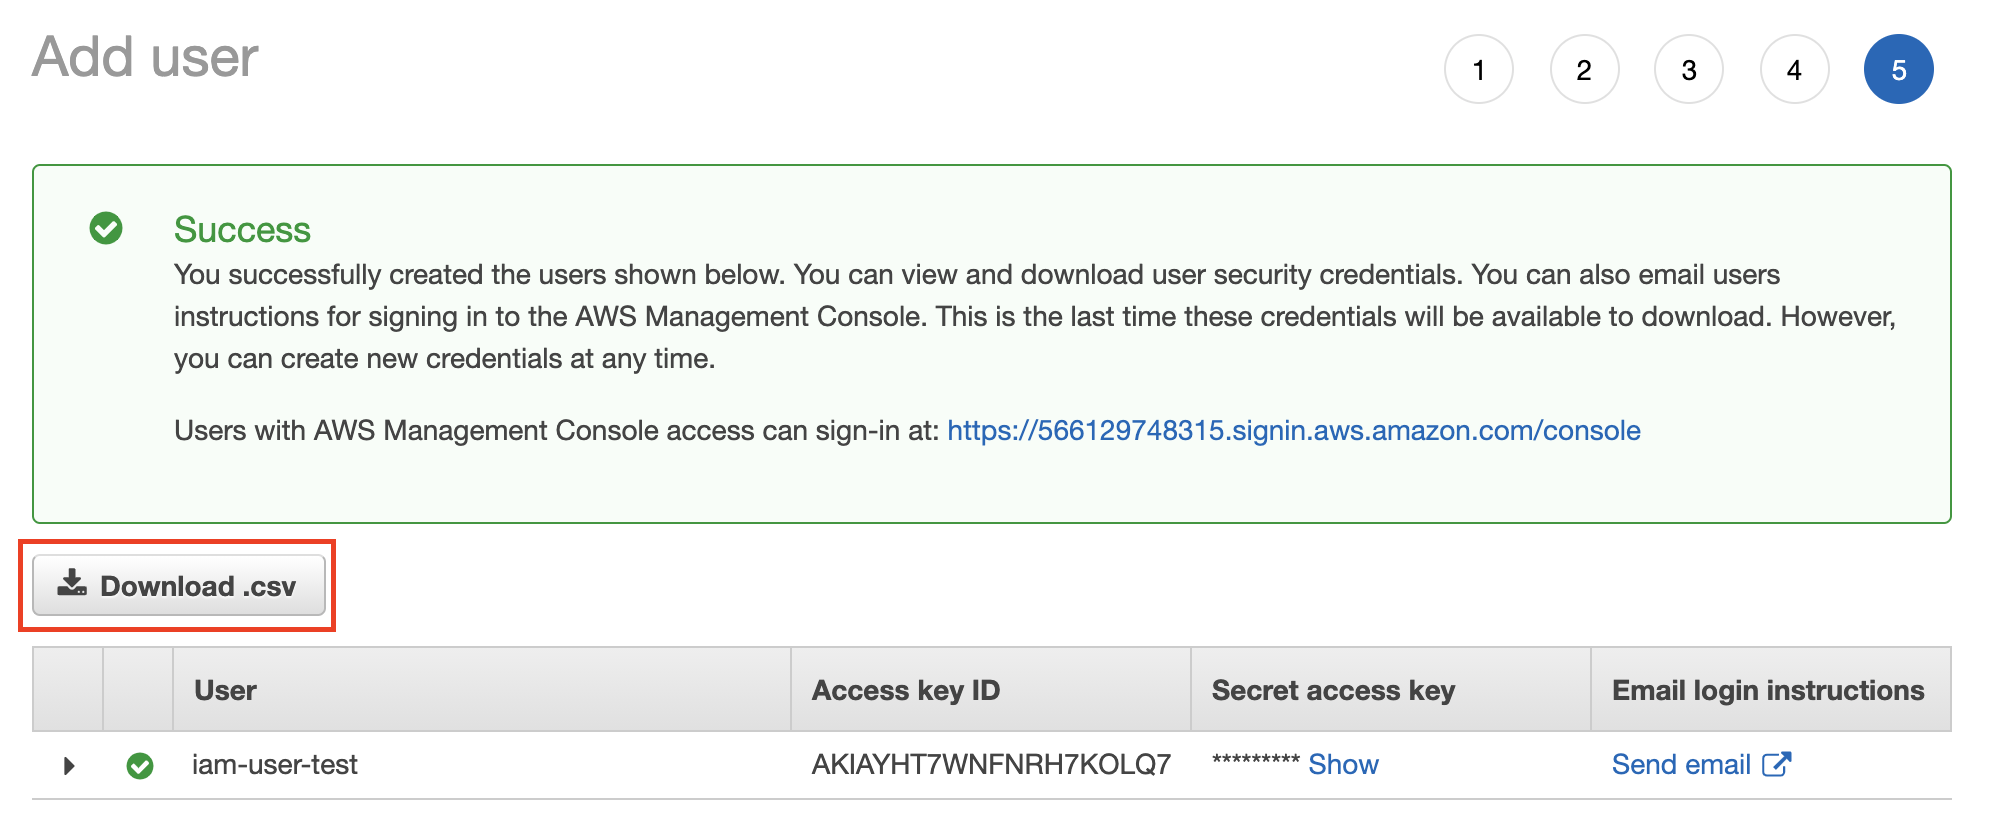 Add user
1 2 3 4 5
Success
You successfully created the users shown below. You can view and download user security credentials. You can also email users
instructions for signing in to the AWS Management Console. This is the last time these credentials will be available to download. However,
you can create new credentials at any time.
Users with AWS Management Console access can sign-in at: https://566129748315.signin.aws.amazon.com/console
Download .csv
User Access key ID Secret access key Email login instructions
iam-user-test AKIAYHT7WNFNRH7KOLQ7 ********* Show Send email